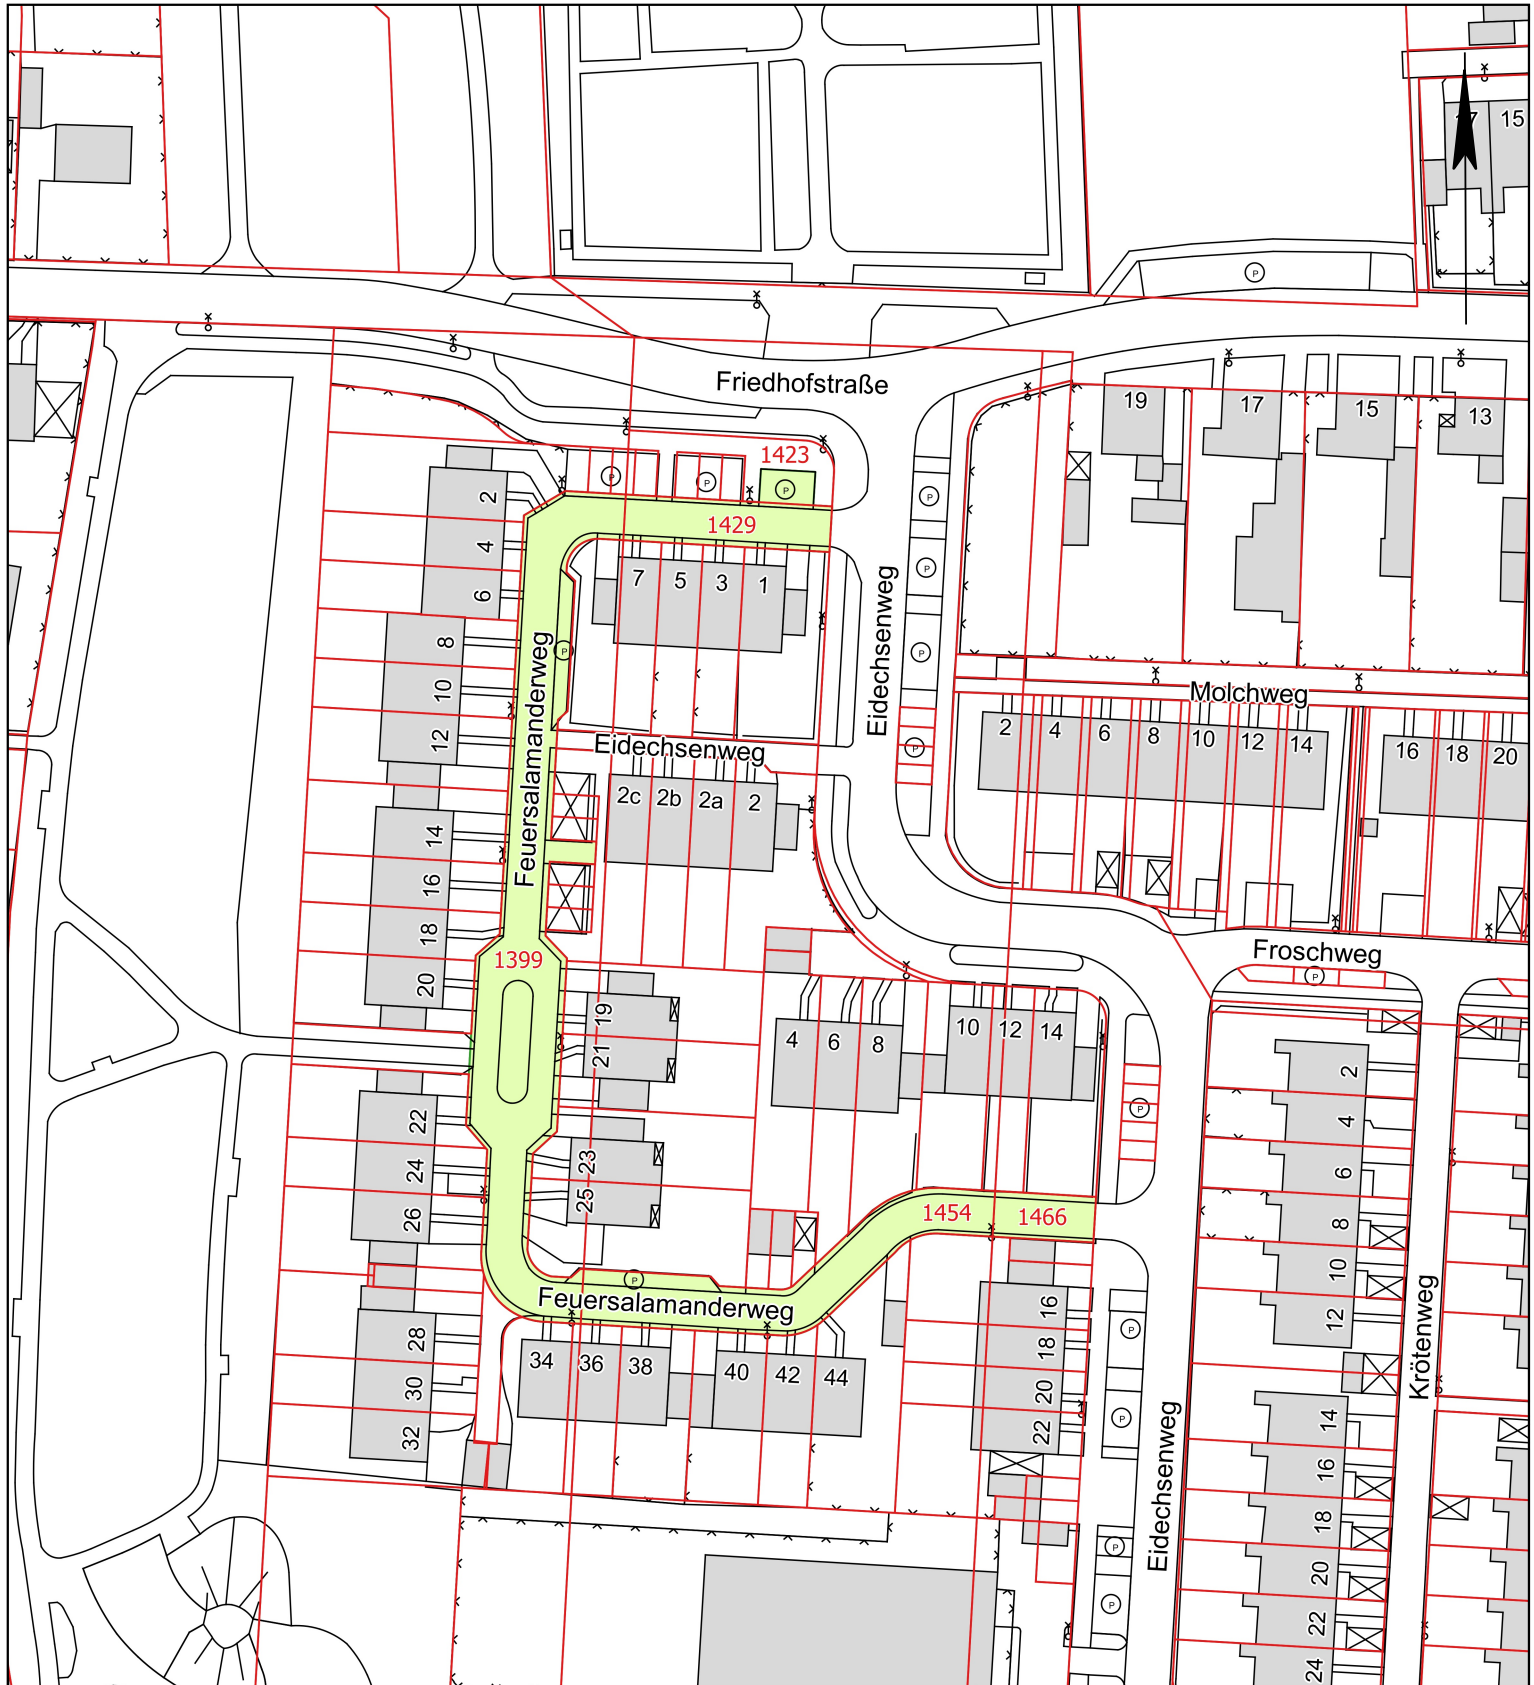 17 15
Friedhofstraße
19 17 15 13
1423
P P P P
1429
2
4
6
7 5 3 1
P
P
P
P
8
10
12
Feuersalamanderweg
Eidechsenweg
Eidechsenweg
Molchweg
2 4 6 8 10 12 14
16 18 20
P
2c 2b 2a 2
14
16
18
20
1399
Froschweg
P
19
21
4 6 8
10 12 14
P
22
24
26
23
25
1454 1466
P
Feuersalamanderweg
2
4
6
8
10
12
Krötenweg
28
30
32
34 36 38
40 42 44
16
18
20
22
P
P
Eidechsenweg
14
16
18
20
22
24
P
P